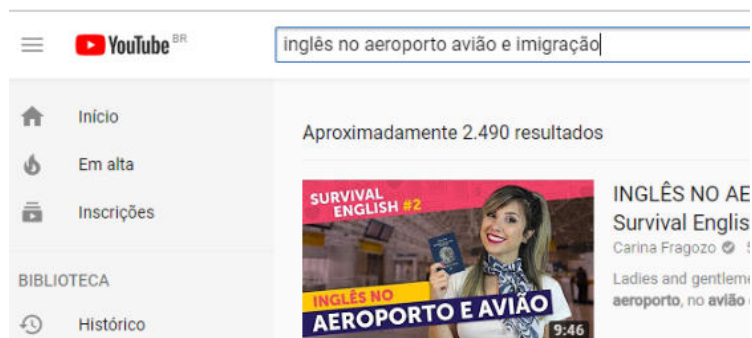 YouTube BR
inglês no aeroporto avião e imigração
Início
Em alta
Inscrições
BIBLIOTECA
Histórico
Aproximadamente 2.490 resultados
SURVIVAL
ENGLISH #2
INGLÊS NO
AEROPORTO E AVIÃO
9:46
INGLÊS NO AE
Survival Englis
Carina Fragozo
Ladies and gentleme
aeroporto, no avião